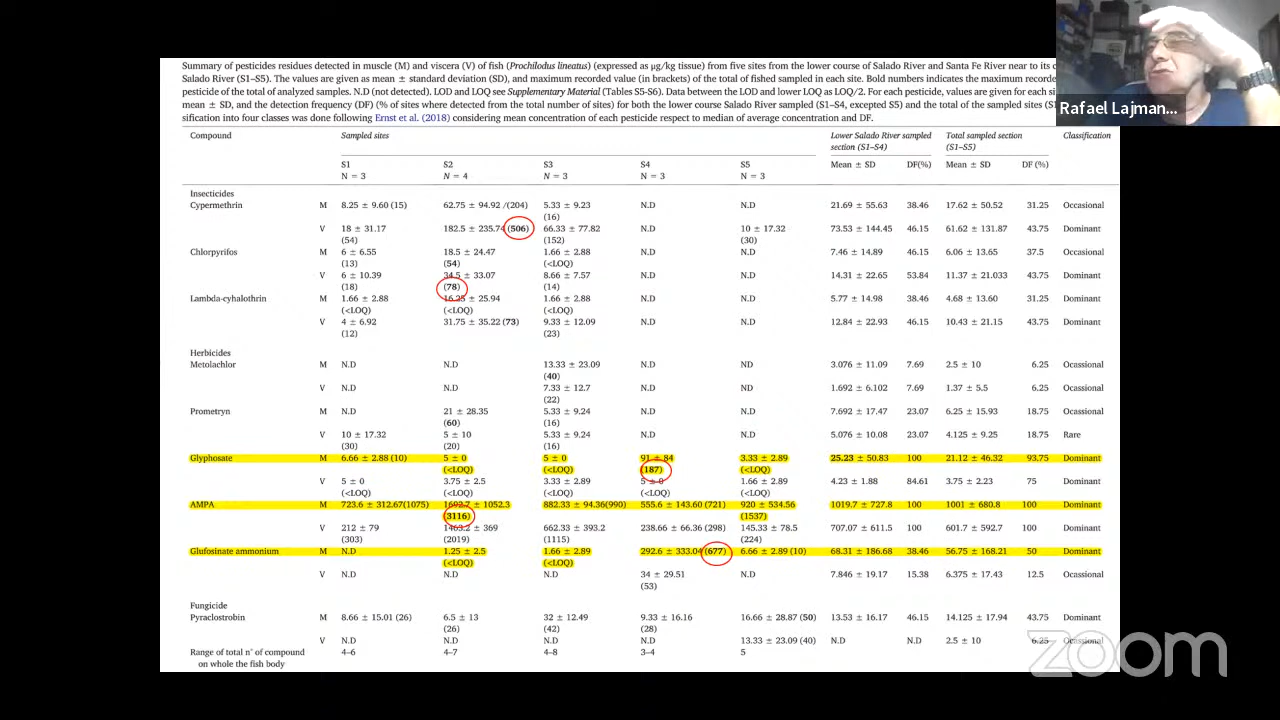 Summary of pesticides residues detected in muscle (M) and viscera (V) of fish (Prochilodus lineatus) (expressed as μg/kg tissue) from five sites from the lower course of Salado River and Santa Fe River near to its c
Salado River (S1–S5). The values are given as mean ± standard deviation (SD), and maximum recorded value (in brackets) of the total of fished sampled in each site. Bold numbers indicates the maximum recorde
pesticide of the total of analyzed samples. N.D (not detected). LOD and LOQ see Supplementary Material (Tables S5-S6). Data between the LOD and lower LOQ as LOQ/2. For each pesticide, values are given for each si
mean ± SD, and the detection frequency (DF) (% of sites where detected from the total number of sites) for both the lower course Salado River sampled (S1–S4, excepted S5) and the total of the sampled sites (S1
sification into four classes was done following Ernst et al. (2018) considering mean concentration of each pesticide respect to median of average concentration and DF.
Rafael Lajman...
Compound Sampled sites Lower Salado River sampled Total sampled section Classification
section (S1–S4) (S1–S5)
S1 S2 S3 S4 S5 Mean ± SD DF(%) Mean ± SD DF (%)
N = 3 N = 4 N = 3 N = 3 N = 3
Insecticides
Cypermethrin M 8.25 ± 9.60 (15) 62.75 ± 94.92 /(204) 5.33 ± 9.23 N.D N.D 21.69 ± 55.63 38.46 17.62 ± 50.52 31.25 Occasional
(16)
V 18 ± 31.17 182.5 ± 235.74 (506) 66.33 ± 77.82 N.D 10 ± 17.32 73.53 ± 144.45 46.15 61.62 ± 131.87 43.75 Dominant
(54) (152) (30)
Chlorpyrifos M 6 ± 6.55 18.5 ± 24.47 1.66 ± 2.88 N.D N.D 7.46 ± 14.89 46.15 6.06 ± 13.65 37.5 Occasional
(13) (54) (<LOQ)
V 6 ± 10.39 34.5 ± 33.07 8.66 ± 7.57 N.D N.D 14.31 ± 22.65 53.84 11.37 ± 21.033 43.75 Dominant
(18) (78) (14)
Lambda-cyhalothrin M 1.66 ± 2.88 16.25 ± 25.94 1.66 ± 2.88 N.D N.D 5.77 ± 14.98 38.46 4.68 ± 13.60 31.25 Dominant
(<LOQ) (<LOQ) (<LOQ)
V 4 ± 6.92 31.75 ± 35.22 (73) 9.33 ± 12.09 N.D N.D 12.84 ± 22.93 46.15 10.43 ± 21.15 43.75 Dominant
(12) (23)
Herbicides
Metolachlor M N.D N.D 13.33 ± 23.09 N.D ND 3.076 ± 11.09 7.69 2.5 ± 10 6.25 Ocassional
(40)
V N.D N.D 7.33 ± 12.7 N.D ND 1.692 ± 6.102 7.69 1.37 ± 5.5 6.25 Ocassional
(22)
Prometryn M N.D 21 ± 28.35 5.33 ± 9.24 N.D N.D 7.692 ± 17.47 23.07 6.25 ± 15.93 18.75 Ocassional
(60) (16)
V 10 ± 17.32 5 ± 10 5.33 ± 9.24 N.D N.D 5.076 ± 10.08 23.07 4.125 ± 9.25 18.75 Rare
(30) (20) (16)
Glyphosate M 6.66 ± 2.88 (10) 5 ± 0 5 ± 0 91 ± 84 3.33 ± 2.89 25.23 ± 50.83 100 21.12 ± 46.32 93.75 Dominant
(<LOQ) (<LOQ) (187) (<LOQ)
V 5 ± 0 3.75 ± 2.5 3.33 ± 2.89 5 ± 0 1.66 ± 2.89 4.23 ± 1.88 84.61 3.75 ± 2.23 75 Dominant
(<LOQ) (<LOQ) (<LOQ) (<LOQ) (<LOQ)
AMPA M 723.6 ± 312.67(1075) 1692.7 ± 1052.3 882.33 ± 94.36(990) 555.6 ± 143.60 (721) 920 ± 534.56 1019.7 ± 727.8 100 1001 ± 680.8 100 Dominant
(3116) (1537)
V 212 ± 79 1463.2 ± 369 662.33 ± 393.2 238.66 ± 66.36 (298) 145.33 ± 78.5 707.07 ± 611.5 100 601.7 ± 592.7 100 Dominant
(303) (2019) (1115) (224)
Glufosinate ammonium M N.D 1.25 ± 2.5 1.66 ± 2.89 292.6 ± 333.04 (677) 6.66 ± 2.89 (10) 68.31 ± 186.68 38.46 56.75 ± 168.21 50 Dominant
(<LOQ) (<LOQ)
V N.D N.D N.D 34 ± 29.51 N.D 7.846 ± 19.17 15.38 6.375 ± 17.43 12.5 Ocassional
(53)
Fungicide
Pyraclostrobin M 8.66 ± 15.01 (26) 6.5 ± 13 32 ± 12.49 9.33 ± 16.16 16.66 ± 28.87 (50) 13.53 ± 16.17 46.15 14.125 ± 17.94 43.75 Dominant
(26) (42) (28)
V N.D N.D N.D N.D 13.33 ± 23.09 (40) N.D N.D 2.5 ± 10 6.25 Ocassional
Range of total n° of compound 4–6 4–7 4–8 3–4 5
on whole the fish body
zoom